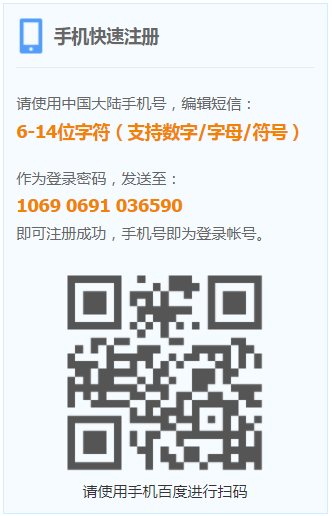 手机快速注册
请使用中国大陆手机号，编辑短信：
6-14位字符（支持数字/字母/符号）
作为登录密码，发送至：
1069 0691 036590
即可注册成功，手机号即为登录帐号。
请使用手机百度进行扫码